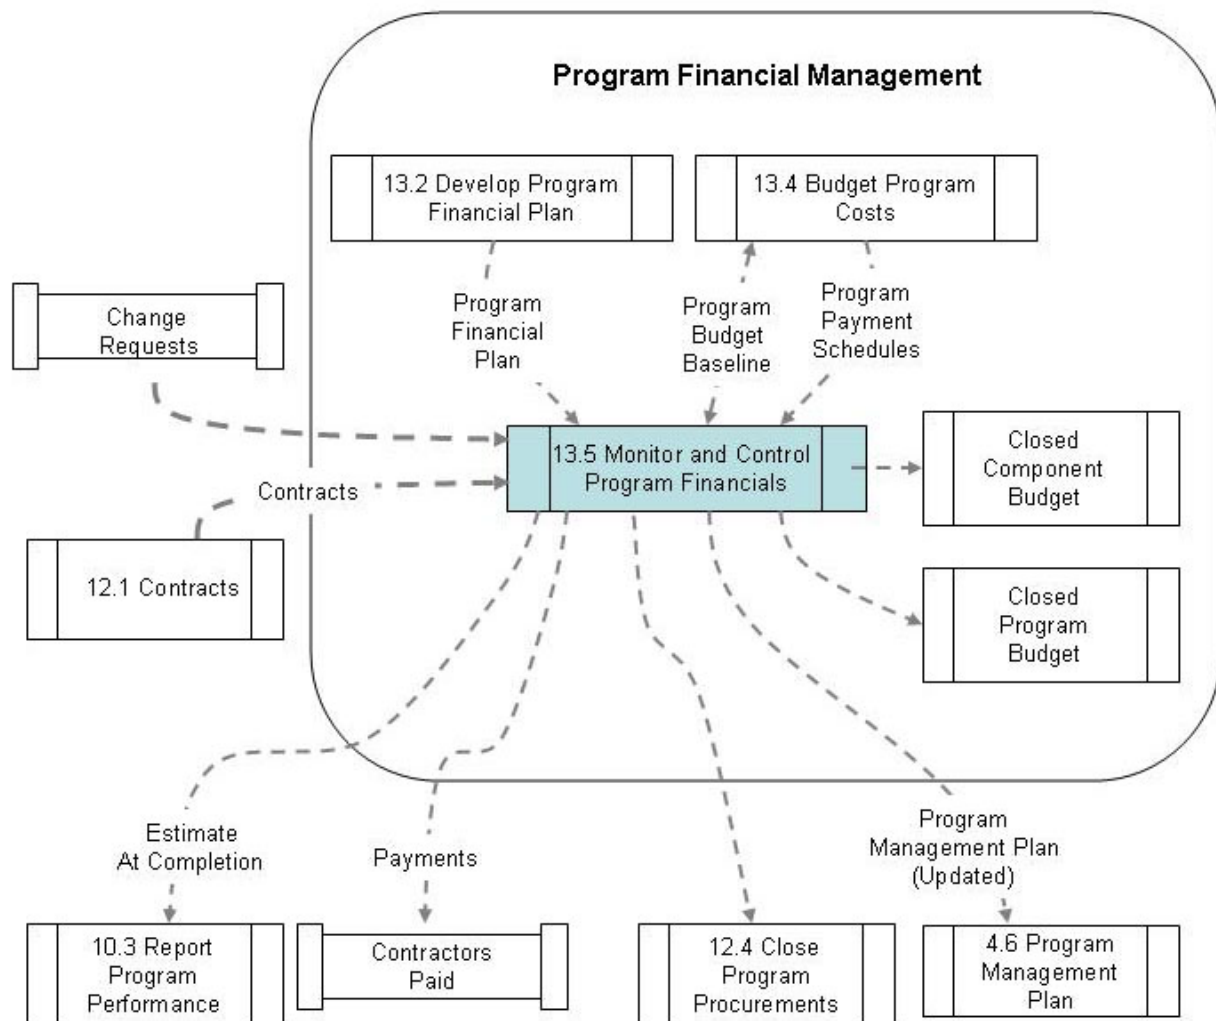 Program Financial Management
13.2 Develop Program
Financial Plan
13.4 Budget Program
Costs
Program
Financial
Plan
Program
Budget
Baseline
Program
Payment
Schedules
Change
Requests
13.5 Monitor and Control
Program Financials
Closed
Component
Budget
Contracts
12.1 Contracts
Closed
Program
Budget
Estimate
At Completion
Payments
Program
Management Plan
(Updated)
10.3 Report
Program
Performance
Contractors
Paid
12.4 Close
Program
Procurements
4.6 Program
Management
Plan